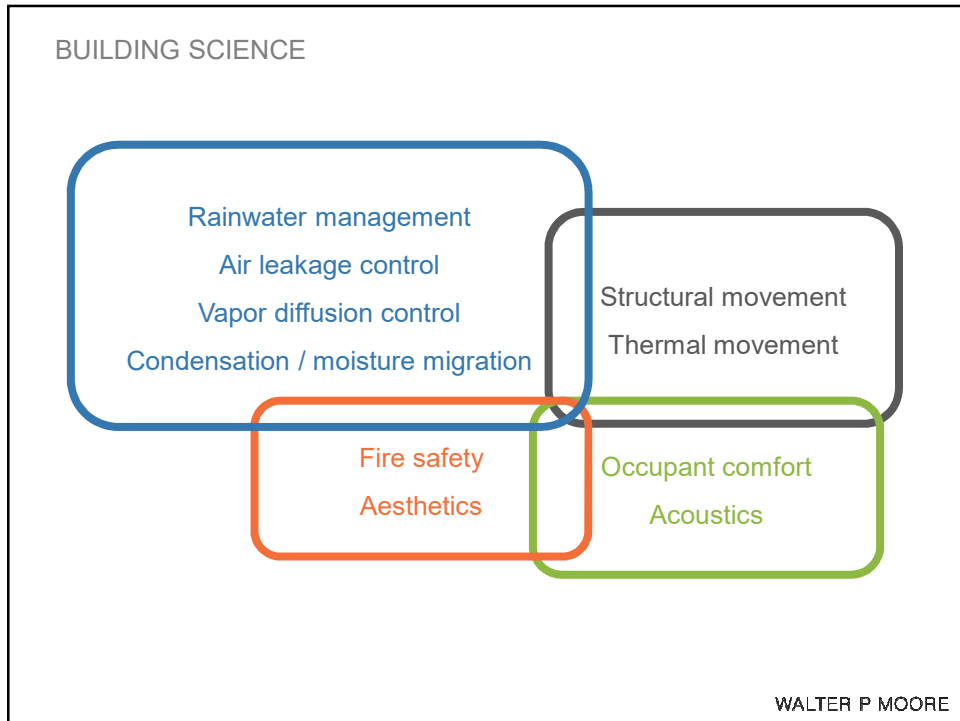 BUILDING SCIENCE
Rainwater management
Air leakage control
Vapor diffusion control
Condensation / moisture migration
Structural movement
Thermal movement
Fire safety
Aesthetics
Occupant comfort
Acoustics
WALTER P MOORE